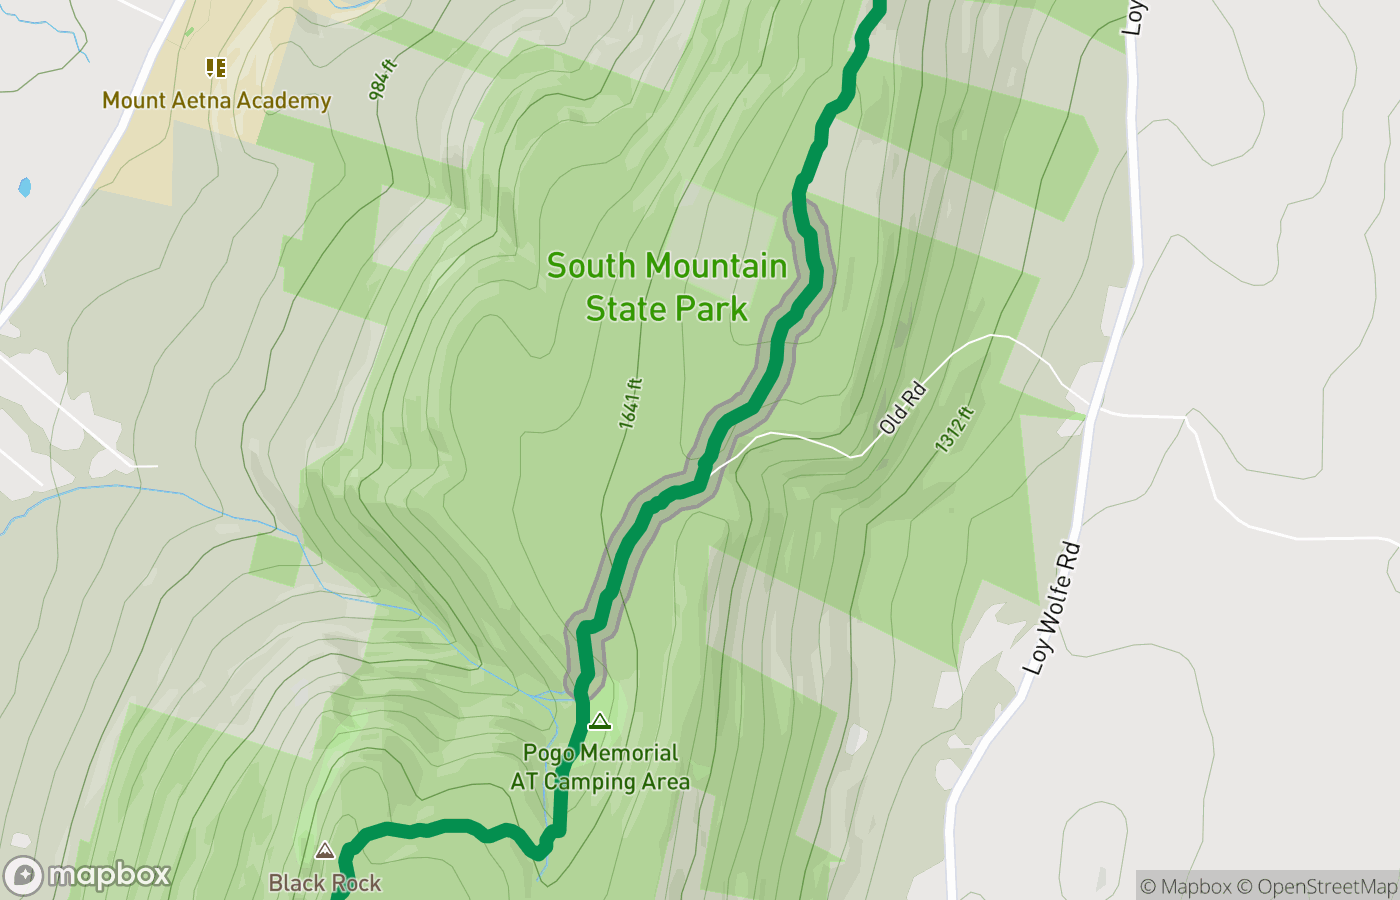 Loy
984 ft
Mount Aetna Academy
South Mountain
State Park
1641 ft
Old Rd
1312 ft
Loy Wolfe Rd
Pogo Memorial
AT Camping Area
Black Rock
mapbox
© Mapbox © OpenStreetMap